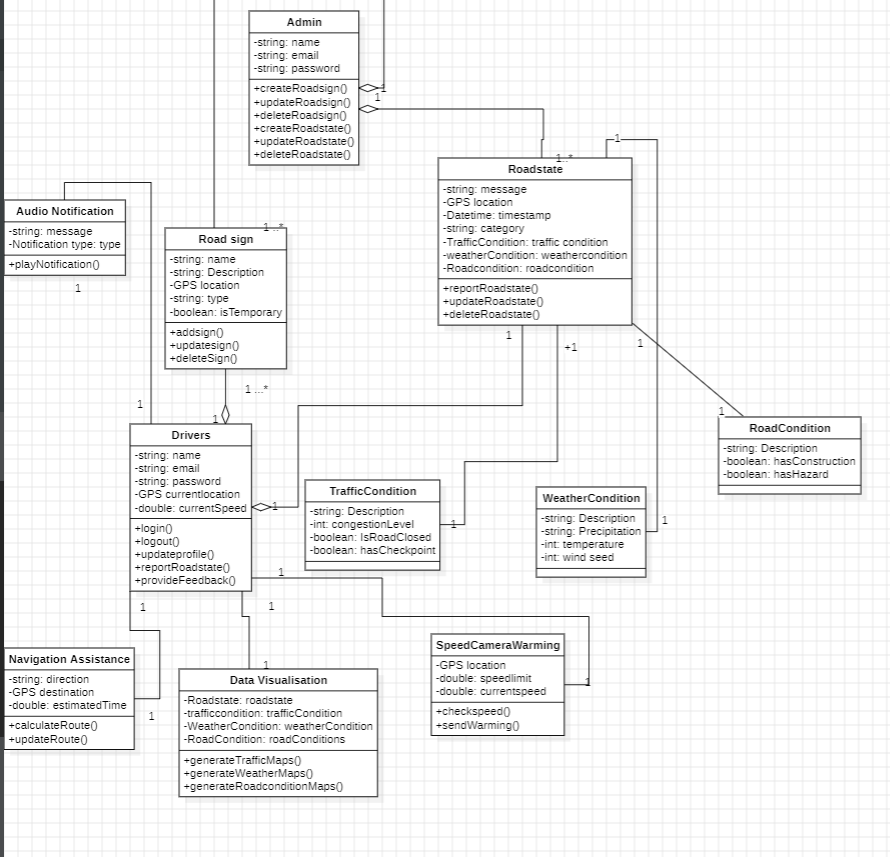 Admin
-string: name
-string: email
-string: password
+createRoadsign()
+updateRoadsign()
+deleteRoadsign()
+createRoadstate()
+updateRoadstate()
+deleteRoadstate()
1
1
1..*
1
Roadstate
-string: message
-GPS location
-Datetime: timestamp
-string: category
-TrafficCondition: traffic condition
-weatherCondition: weathercondition
-Roadcondition: roadcondition
+reportRoadstate()
+updateRoadstate()
+deleteRoadstate()
1
+1
1
Audio Notification
-string: message
-Notification type: type
+playNotification()
1
1
1 ..*
Road sign
-string: name
-string: Description
-GPS location
-string: type
-boolean: isTemporary
+addsign()
+updatesign()
+deleteSign()
1 ...*
1
Drivers
-string: name
-string: email
-string: password
-GPS currentlocation
-double: currentSpeed
+login()
+logout()
+updateprofile()
+reportRoadstate()
+provideFeedback()
1
1
1
1
TrafficCondition
-string: Description
-int: congestionLevel
-boolean: IsRoadClosed
-boolean: hasCheckpoint
1
WeatherCondition
-string: Description
-string: Precipitation
-int: temperature
-int: wind seed
1
1
RoadCondition
-string: Description
-boolean: hasConstruction
-boolean: hasHazard
Navigation Assistance
-string: direction
-GPS destination
-double: estimatedTime
+calculateRoute()
+updateRoute()
1
1
Data Visualisation
-Roadstate: roadstate
-trafficcondition: trafficCondition
-WeatherCondition: weatherCondition
-RoadCondition: roadConditions
+generateTrafficMaps()
+generateWeatherMaps()
+generateRoadconditionMaps()
SpeedCameraWarming
-GPS location
-double: speedlimit
-double: currentspeed
+checkspeed()
+sendWarming()
1